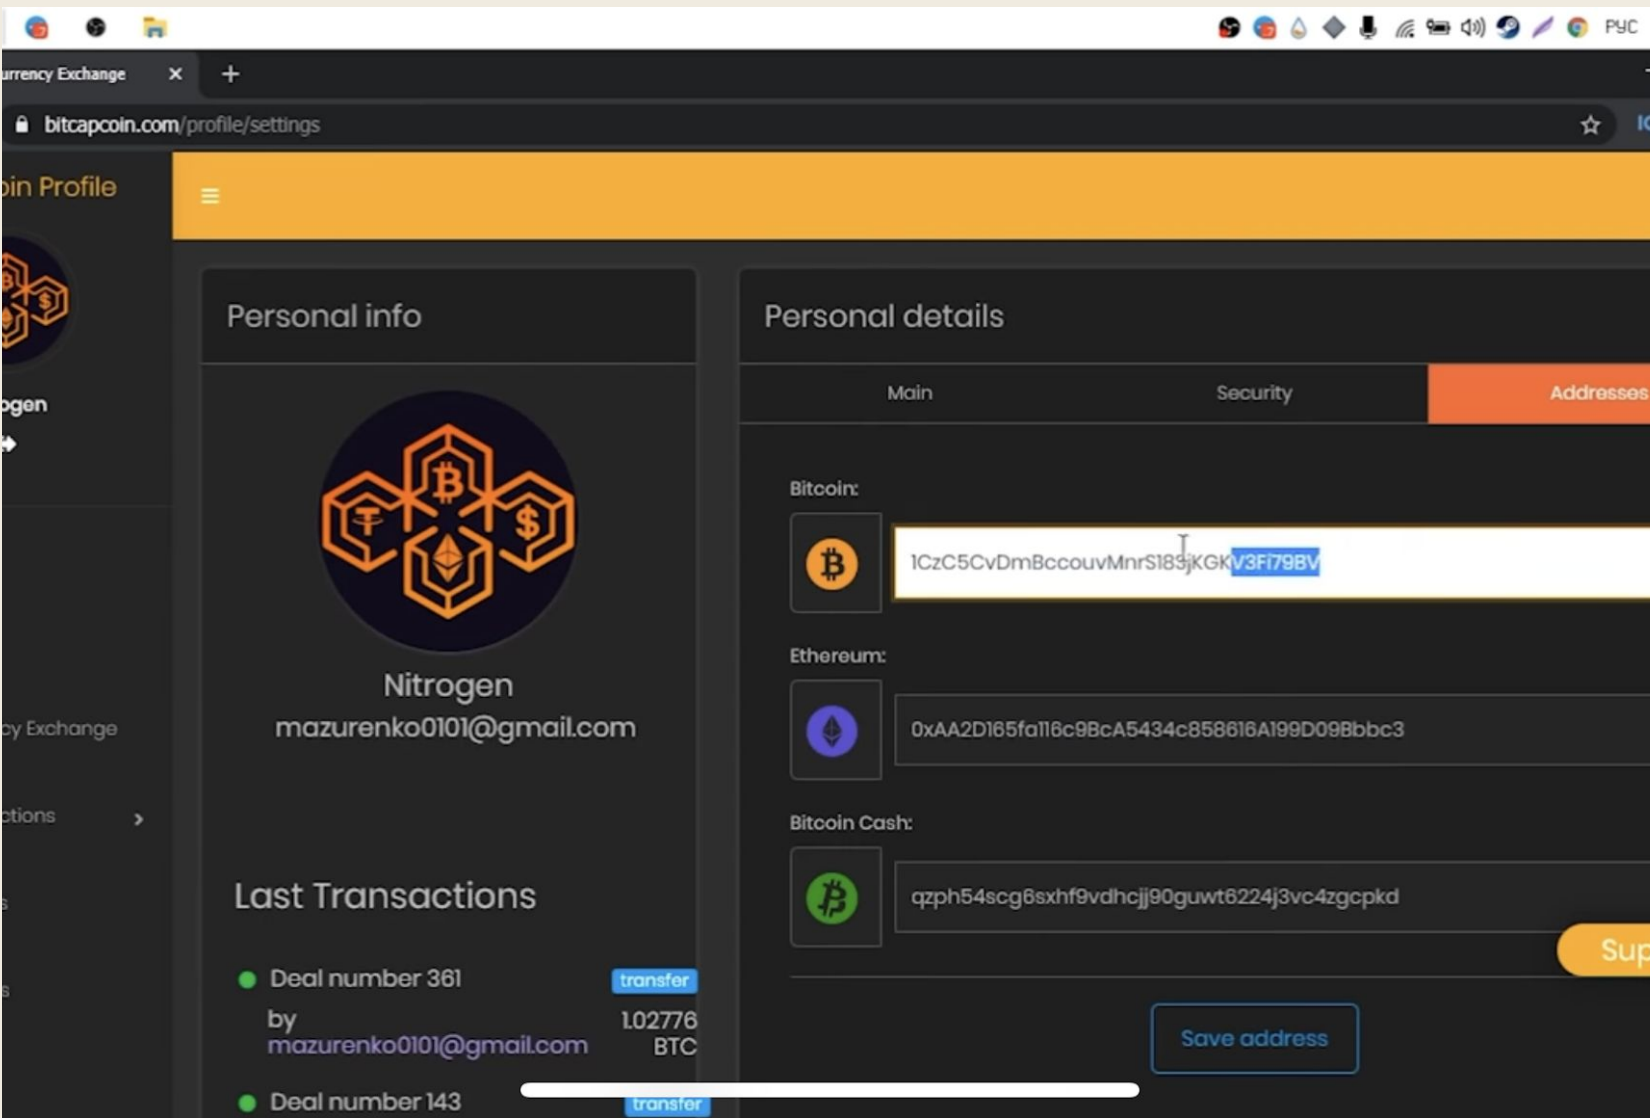 РУС
urrency Exchange
bitcapcoin.com/profile/settings
oin Profile
ogen
cy Exchange
ctions
s
s
Personal info
Nitrogen
mazurenko0101@gmail.com
Last Transactions
Deal number 361 transfer
by 1.02776
mazurenko0101@gmail.com BTC
Deal number 143 transfer
Personal details
Main Security Addresses
Bitcoin:
1CzC5CvDmBccouvMnrS183jKGKV3Fi79BV
Ethereum:
0xAA2D165fa116c9BcA5434c858616A199D09Bbbc3
Bitcoin Cash:
qzph54scg6sxhf9vdhcjj90guwt6224j3vc4zgcpkd
Sup
Save address